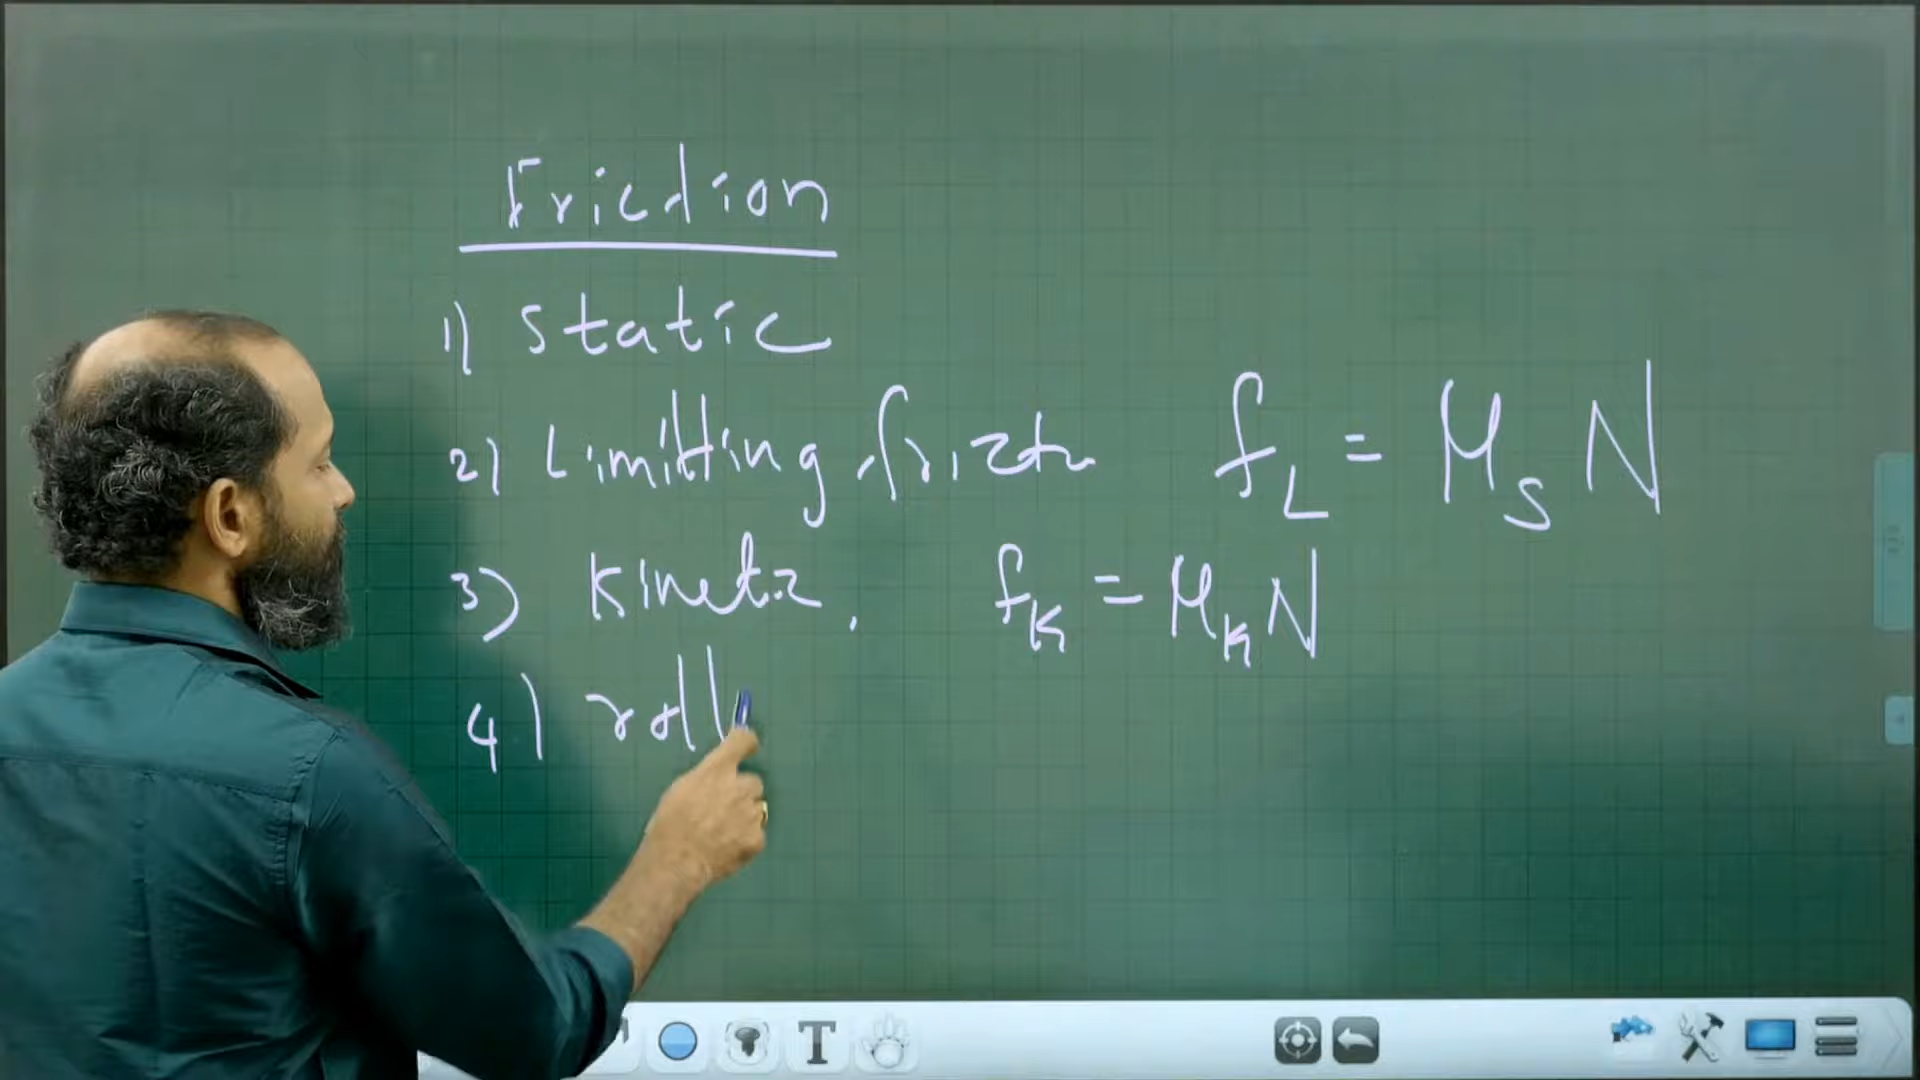 Friction
1) Static
2) Limitting frictn f_L = μ_s N
3) Kinetic. f_K = μ_K N
4) roll
T